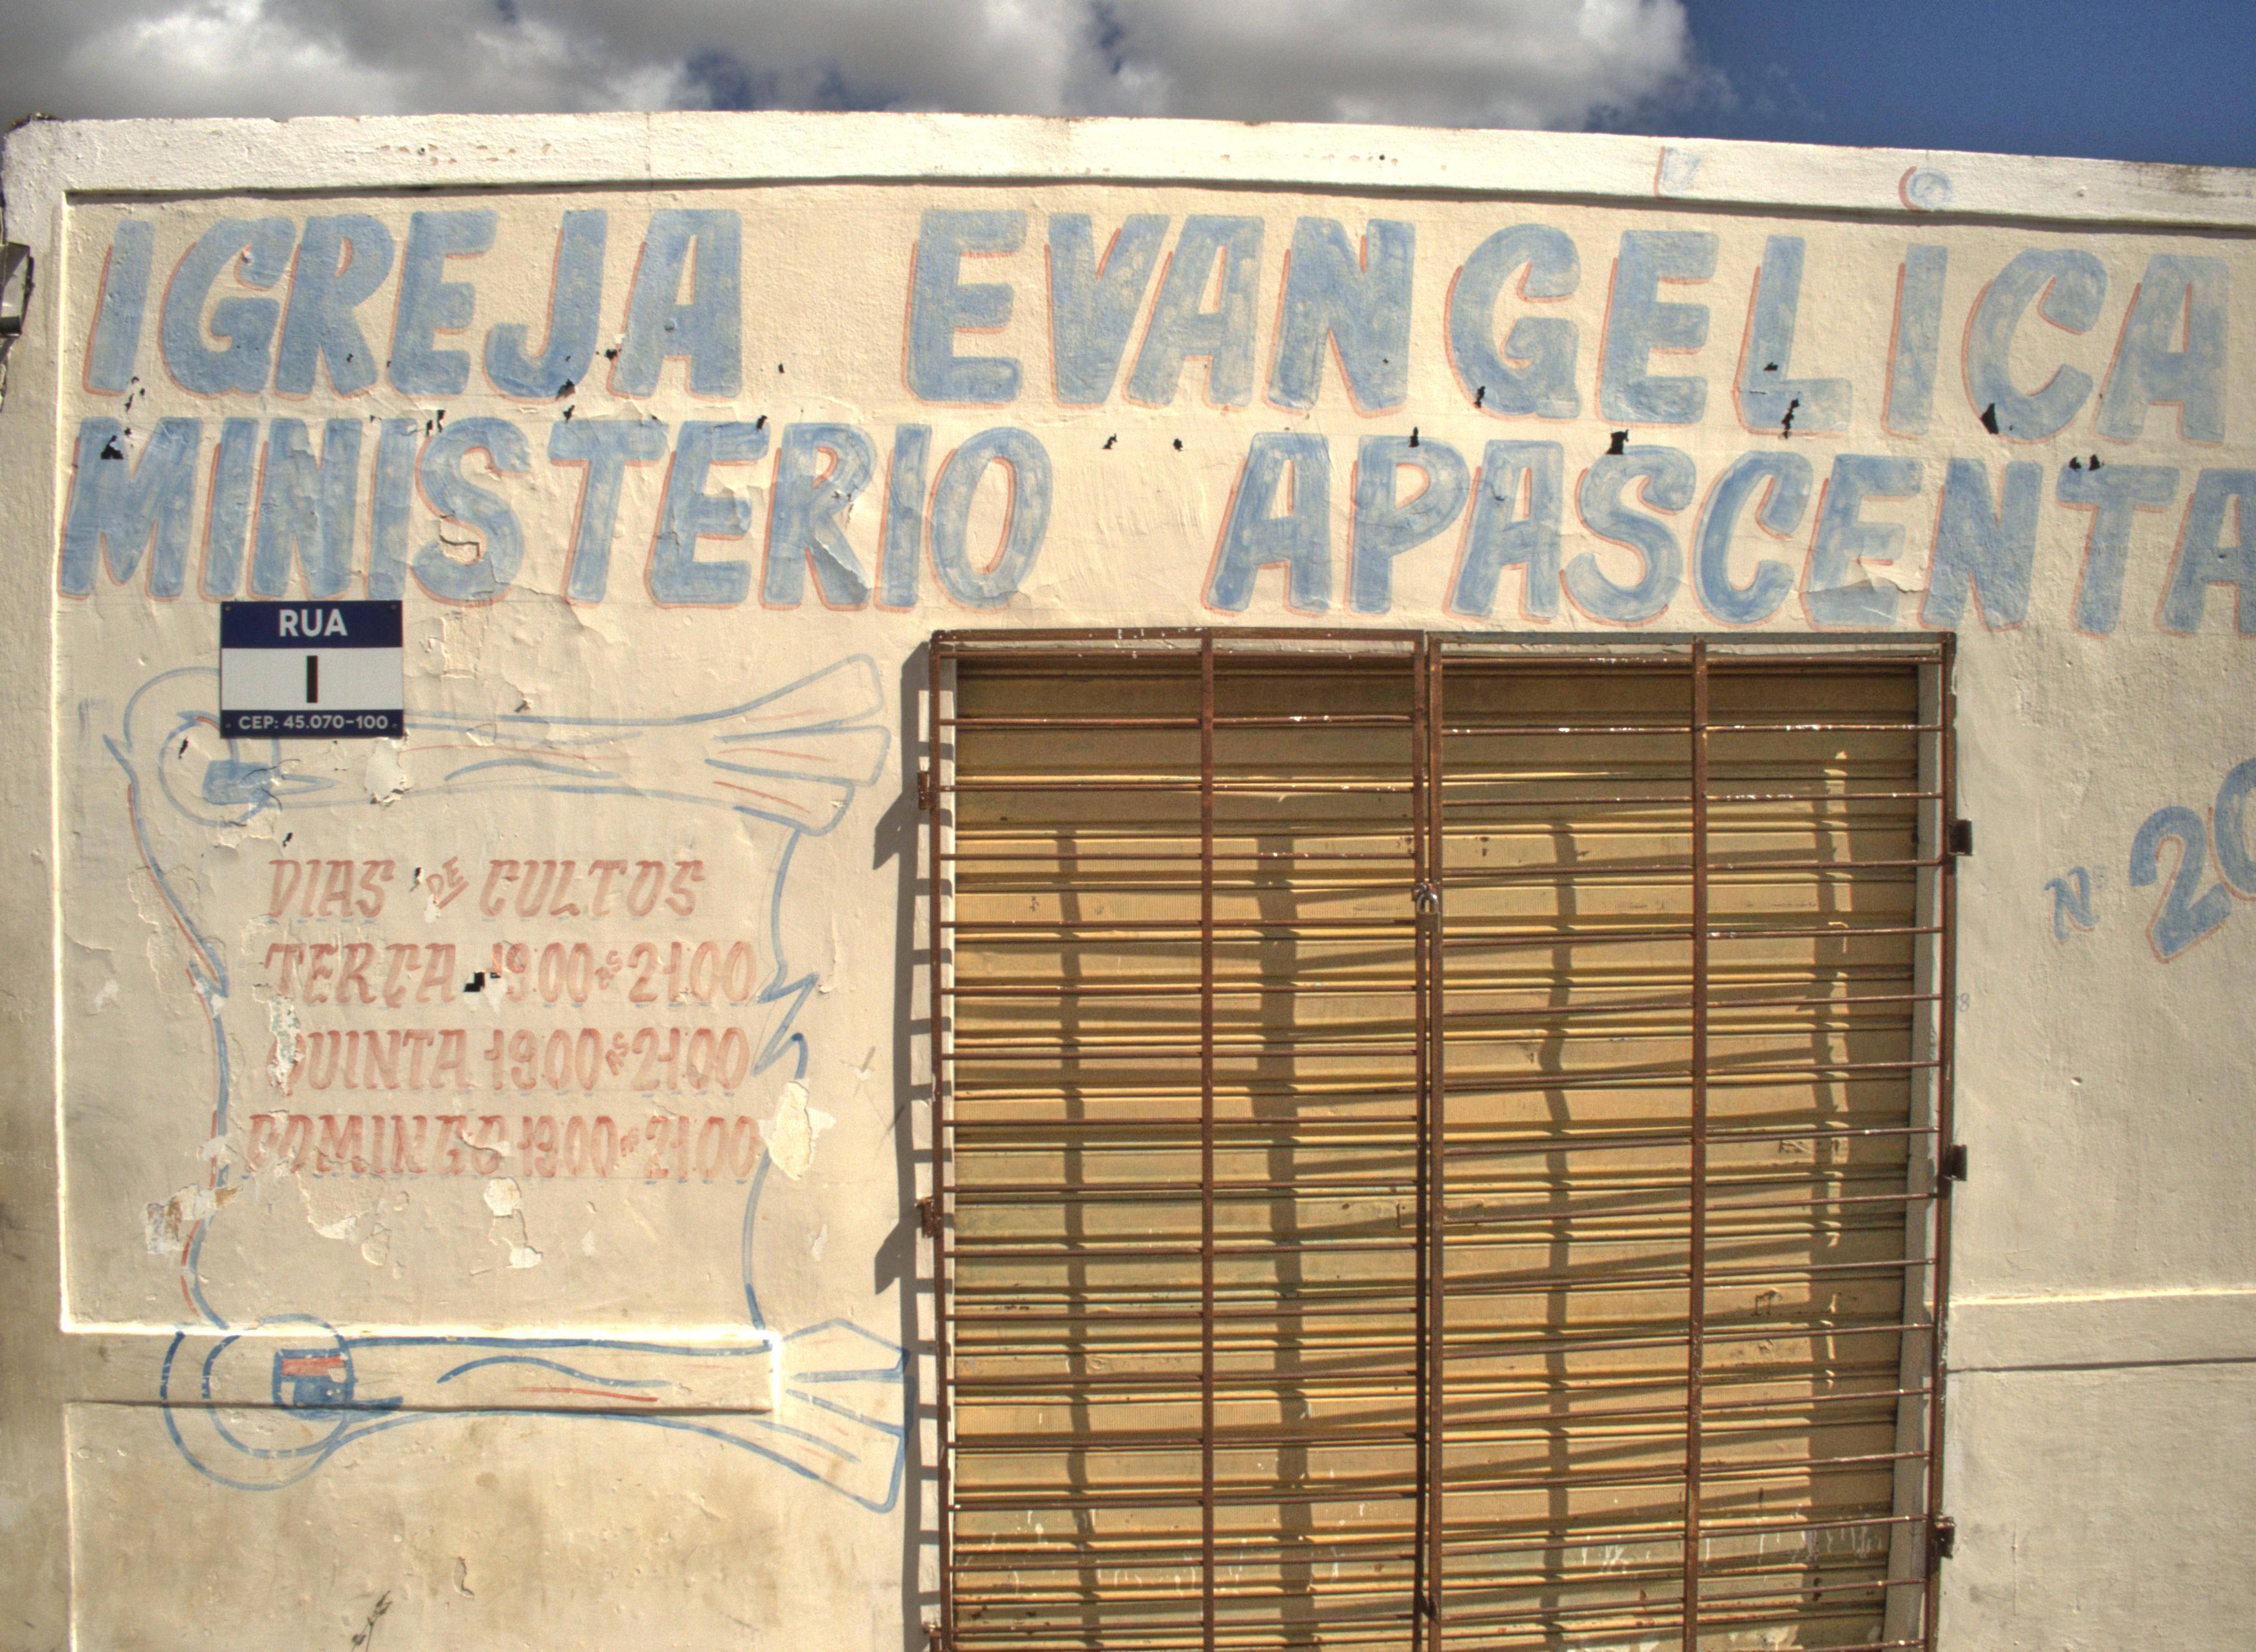 IGREJA EVANGELICA
MINISTERIO APASCENTA
RUA
I
CEP: 45.070-100
DIAS DE CULTOS
TERÇA 19:00 AS 21:00
QUINTA 19:00 AS 21:00
DOMINGO 19:00 AS 21:00
Nº 20